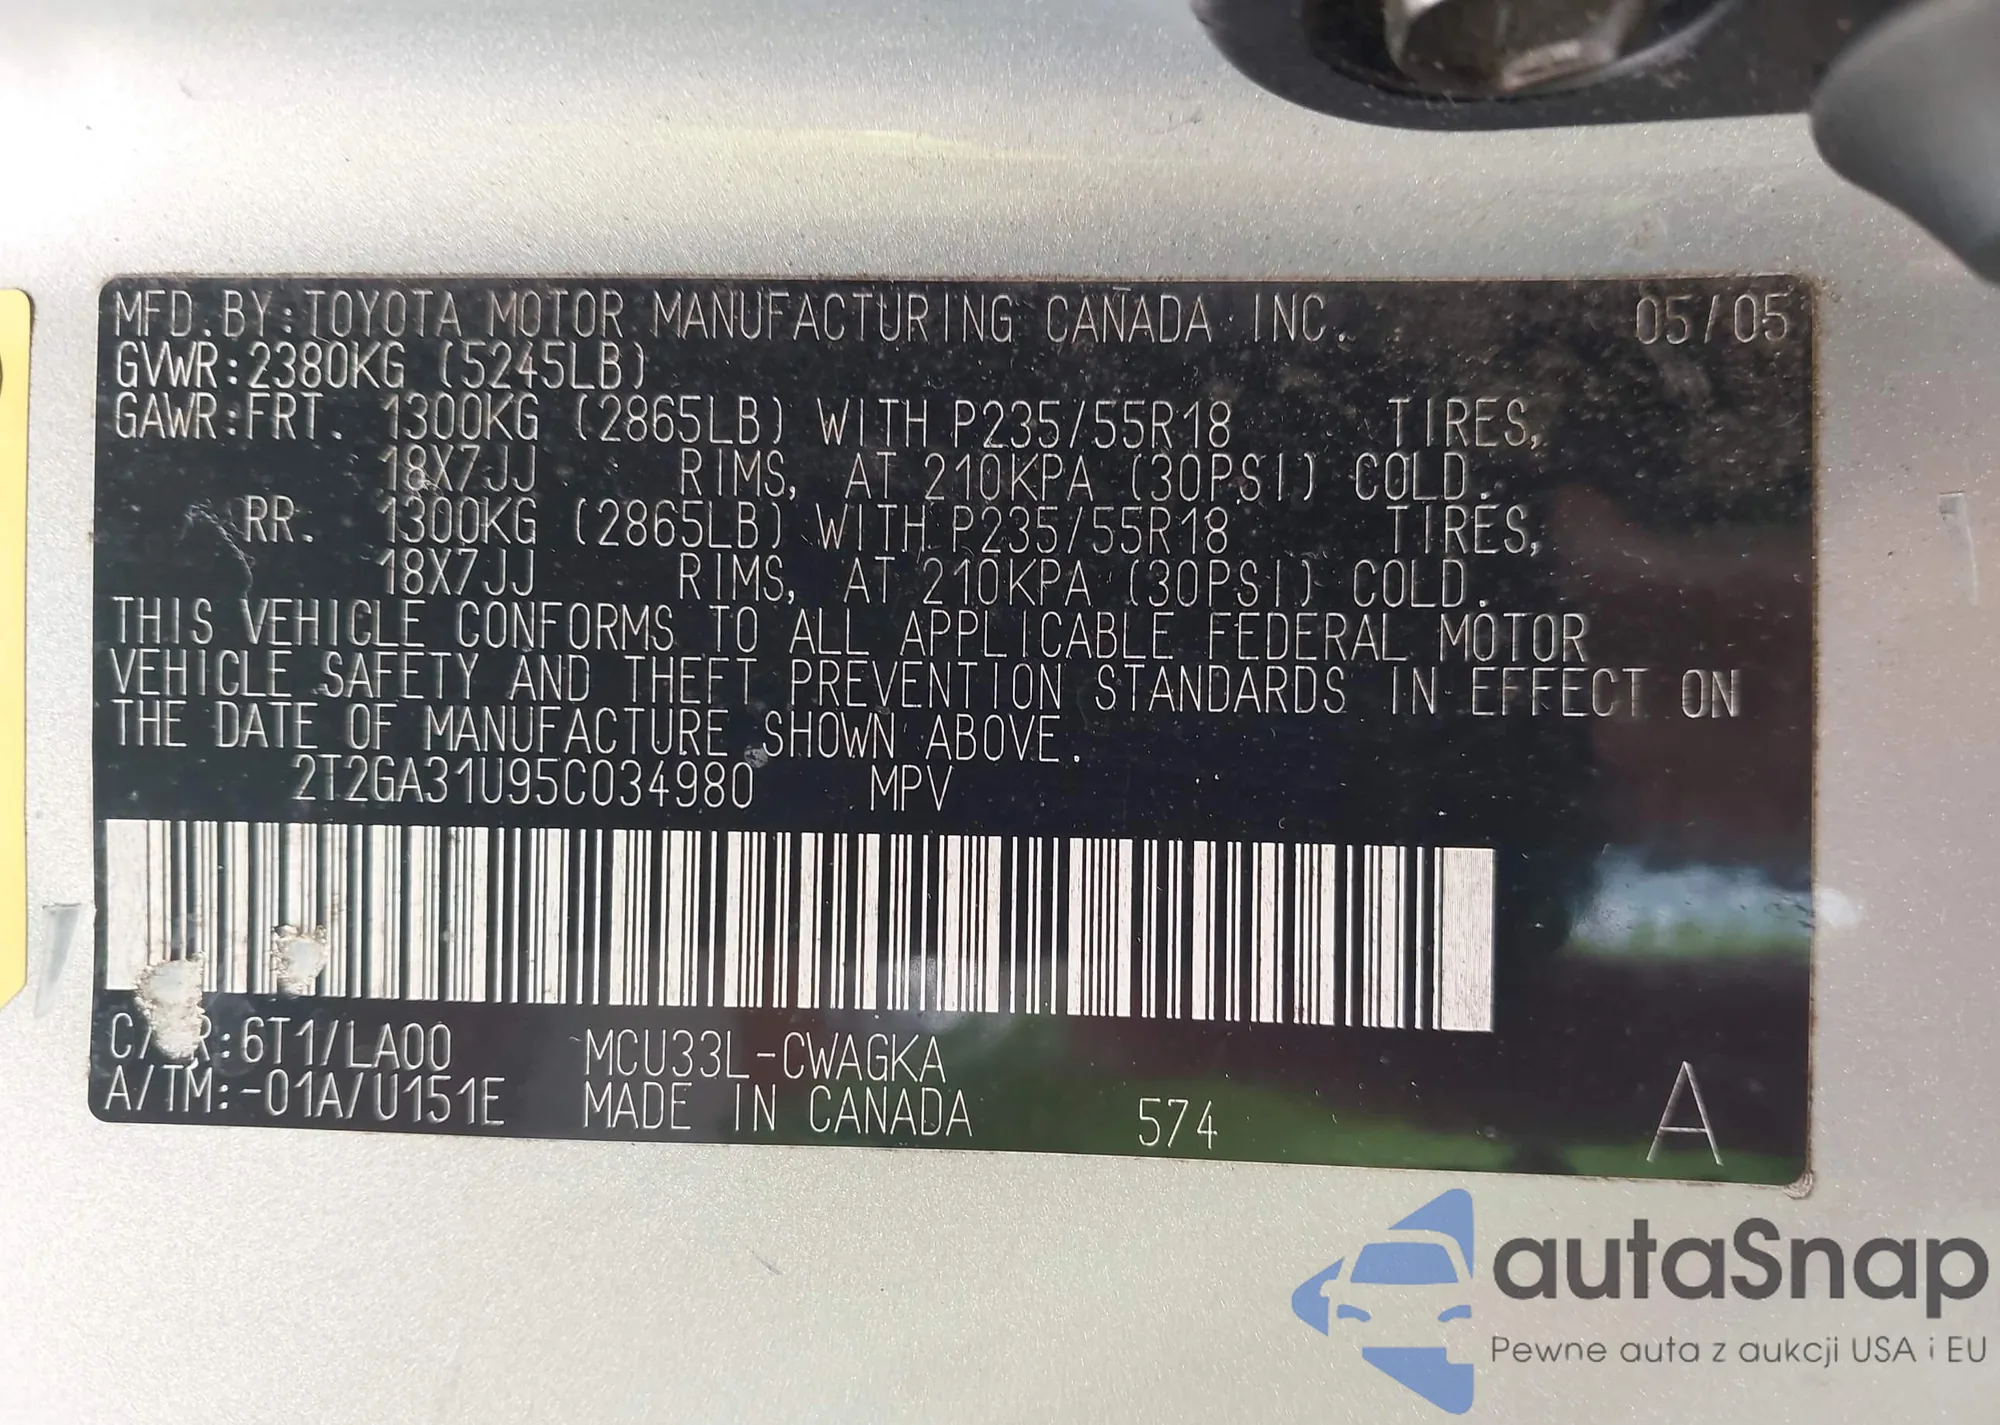 MFD. BY: TOYOTA MOTOR MANUFACTURING CANADA INC. 05/05
GVWR: 2380KG (5245LB)
GAWR: FRT. 1300KG (2865LB) WITH P235/55R18 TIRES,
18X7JJ RIMS, AT 210KPA (30PSI) COLD.
RR. 1300KG (2865LB) WITH P235/55R18 TIRES,
18X7JJ RIMS, AT 210KPA (30PSI) COLD.
THIS VEHICLE CONFORMS TO ALL APPLICABLE FEDERAL MOTOR
VEHICLE SAFETY AND THEFT PREVENTION STANDARDS IN EFFECT ON
THE DATE OF MANUFACTURE SHOWN ABOVE.
2T2GA31U95C034980 MPV
:6T1/LA00 MCU33L-CWAGKA
A/TM:-01A/U151E MADE IN CANADA 574 A
autaSnap
Pewne auta z aukcji USA i EU